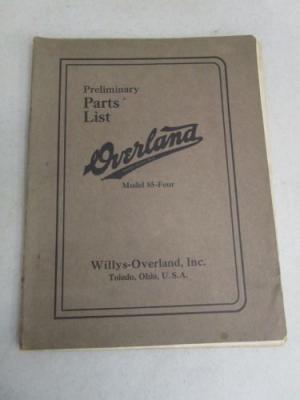 Preliminary
Parts
List
Overland
Model 85-Four
Willys-Overland, Inc.
Toledo, Ohio, U.S.A.